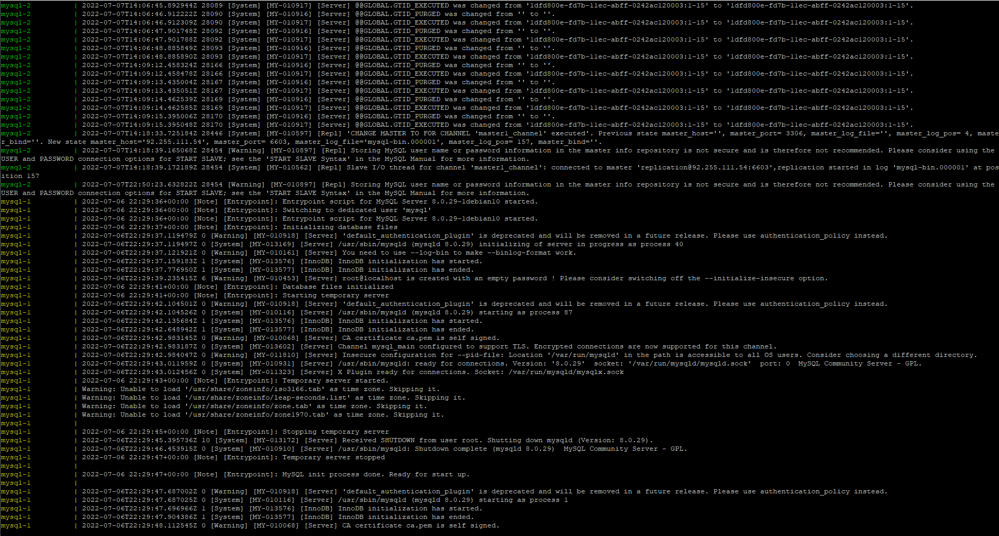 mysql-2 | 2022-07-07T14:06:45.892944Z 28089 [System] [MY-010917] [Server] @@GLOBAL.GTID_EXECUTED was changed from '1dfd800e-fd7b-11ec-abff-0242ac120003:1-15' to '1dfd800e-fd7b-11ec-abff-0242ac120003:1-15'.
mysql-2 | 2022-07-07T14:06:46.912222Z 28090 [System] [MY-010916] [Server] @@GLOBAL.GTID_PURGED was changed from '' to ''.
mysql-2 | 2022-07-07T14:06:46.912309Z 28090 [System] [MY-010917] [Server] @@GLOBAL.GTID_EXECUTED was changed from '1dfd800e-fd7b-11ec-abff-0242ac120003:1-15' to '1dfd800e-fd7b-11ec-abff-0242ac120003:1-15'.
mysql-2 | 2022-07-07T14:06:47.901748Z 28092 [System] [MY-010916] [Server] @@GLOBAL.GTID_PURGED was changed from '' to ''.
mysql-2 | 2022-07-07T14:06:47.901788Z 28092 [System] [MY-010917] [Server] @@GLOBAL.GTID_EXECUTED was changed from '1dfd800e-fd7b-11ec-abff-0242ac120003:1-15' to '1dfd800e-fd7b-11ec-abff-0242ac120003:1-15'.
mysql-2 | 2022-07-07T14:06:48.885849Z 28093 [System] [MY-010916] [Server] @@GLOBAL.GTID_PURGED was changed from '' to ''.
mysql-2 | 2022-07-07T14:06:48.885890Z 28093 [System] [MY-010917] [Server] @@GLOBAL.GTID_EXECUTED was changed from '1dfd800e-fd7b-11ec-abff-0242ac120003:1-15' to '1dfd800e-fd7b-11ec-abff-0242ac120003:1-15'.
mysql-2 | 2022-07-07T14:09:12.458324Z 28166 [System] [MY-010916] [Server] @@GLOBAL.GTID_PURGED was changed from '' to ''.
mysql-2 | 2022-07-07T14:09:12.458478Z 28166 [System] [MY-010917] [Server] @@GLOBAL.GTID_EXECUTED was changed from '1dfd800e-fd7b-11ec-abff-0242ac120003:1-15' to '1dfd800e-fd7b-11ec-abff-0242ac120003:1-15'.
mysql-2 | 2022-07-07T14:09:13.435004Z 28167 [System] [MY-010916] [Server] @@GLOBAL.GTID_PURGED was changed from '' to ''.
mysql-2 | 2022-07-07T14:09:13.435051Z 28167 [System] [MY-010917] [Server] @@GLOBAL.GTID_EXECUTED was changed from '1dfd800e-fd7b-11ec-abff-0242ac120003:1-15' to '1dfd800e-fd7b-11ec-abff-0242ac120003:1-15'.
mysql-2 | 2022-07-07T14:09:14.462539Z 28169 [System] [MY-010916] [Server] @@GLOBAL.GTID_PURGED was changed from '' to ''.
mysql-2 | 2022-07-07T14:09:14.462585Z 28169 [System] [MY-010917] [Server] @@GLOBAL.GTID_EXECUTED was changed from '1dfd800e-fd7b-11ec-abff-0242ac120003:1-15' to '1dfd800e-fd7b-11ec-abff-0242ac120003:1-15'.
mysql-2 | 2022-07-07T14:09:15.395006Z 28170 [System] [MY-010916] [Server] @@GLOBAL.GTID_PURGED was changed from '' to ''.
mysql-2 | 2022-07-07T14:09:15.395048Z 28170 [System] [MY-010917] [Server] @@GLOBAL.GTID_EXECUTED was changed from '1dfd800e-fd7b-11ec-abff-0242ac120003:1-15' to '1dfd800e-fd7b-11ec-abff-0242ac120003:1-15'.
mysql-2 | 2022-07-07T14:18:33.725184Z 28446 [System] [MY-010597] [Repl] 'CHANGE MASTER TO FOR CHANNEL 'master1_channel' executed'. Previous state master_host='', master_port= 3306, master_log_file='', master_log_pos= 4, maste
r_bind=''. New state master_host='92.255.111.54', master_port= 6603, master_log_file='mysql-bin.000001', master_log_pos= 157, master_bind=''.
mysql-2 | 2022-07-07T14:18:39.165068Z 28454 [Warning] [MY-010897] [Repl] Storing MySQL user name or password information in the master info repository is not secure and is therefore not recommended. Please consider using the
USER and PASSWORD connection options for START SLAVE; see the 'START SLAVE Syntax' in the MySQL Manual for more information.
mysql-2 | 2022-07-07T14:18:39.172189Z 28454 [System] [MY-010562] [Repl] Slave I/O thread for channel 'master1_channel': connected to master 'replication@92.255.111.54:6603',replication started in log 'mysql-bin.000001' at pos
ition 157
mysql-2 | 2022-07-07T22:50:23.632822Z 28454 [Warning] [MY-010897] [Repl] Storing MySQL user name or password information in the master info repository is not secure and is therefore not recommended. Please consider using the
USER and PASSWORD connection options for START SLAVE; see the 'START SLAVE Syntax' in the MySQL Manual for more information.
mysql-1 | 2022-07-06 22:29:36+00:00 [Note] [Entrypoint]: Entrypoint script for MySQL Server 8.0.29-1debian10 started.
mysql-1 | 2022-07-06 22:29:36+00:00 [Note] [Entrypoint]: Switching to dedicated user 'mysql'
mysql-1 | 2022-07-06 22:29:36+00:00 [Note] [Entrypoint]: Entrypoint script for MySQL Server 8.0.29-1debian10 started.
mysql-1 | 2022-07-06 22:29:37+00:00 [Note] [Entrypoint]: Initializing database files
mysql-1 | 2022-07-06T22:29:37.119479Z 0 [Warning] [MY-010918] [Server] 'default_authentication_plugin' is deprecated and will be removed in a future release. Please use authentication_policy instead.
mysql-1 | 2022-07-06T22:29:37.119497Z 0 [System] [MY-013169] [Server] /usr/sbin/mysqld (mysqld 8.0.29) initializing of server in progress as process 40
mysql-1 | 2022-07-06T22:29:37.121921Z 0 [Warning] [MY-010161] [Server] You need to use --log-bin to make --binlog-format work.
mysql-1 | 2022-07-06T22:29:37.159183Z 1 [System] [MY-013576] [InnoDB] InnoDB initialization has started.
mysql-1 | 2022-07-06T22:29:37.776950Z 1 [System] [MY-013577] [InnoDB] InnoDB initialization has ended.
mysql-1 | 2022-07-06T22:29:39.235415Z 6 [Warning] [MY-010453] [Server] root@localhost is created with an empty password ! Please consider switching off the --initialize-insecure option.
mysql-1 | 2022-07-06 22:29:41+00:00 [Note] [Entrypoint]: Database files initialized
mysql-1 | 2022-07-06 22:29:41+00:00 [Note] [Entrypoint]: Starting temporary server
mysql-1 | 2022-07-06T22:29:42.104501Z 0 [Warning] [MY-010918] [Server] 'default_authentication_plugin' is deprecated and will be removed in a future release. Please use authentication_policy instead.
mysql-1 | 2022-07-06T22:29:42.104526Z 0 [System] [MY-010116] [Server] /usr/sbin/mysqld (mysqld 8.0.29) starting as process 87
mysql-1 | 2022-07-06T22:29:42.135684Z 1 [System] [MY-013576] [InnoDB] InnoDB initialization has started.
mysql-1 | 2022-07-06T22:29:42.648942Z 1 [System] [MY-013577] [InnoDB] InnoDB initialization has ended.
mysql-1 | 2022-07-06T22:29:42.983145Z 0 [Warning] [MY-010068] [Server] CA certificate ca.pem is self signed.
mysql-1 | 2022-07-06T22:29:42.983187Z 0 [System] [MY-013602] [Server] Channel mysql_main configured to support TLS. Encrypted connections are now supported for this channel.
mysql-1 | 2022-07-06T22:29:42.984047Z 0 [Warning] [MY-011810] [Server] Insecure configuration for --pid-file: Location '/var/run/mysqld' in the path is accessible to all OS users. Consider choosing a different directory.
mysql-1 | 2022-07-06T22:29:43.011959Z 0 [System] [MY-010931] [Server] /usr/sbin/mysqld: ready for connections. Version: '8.0.29'  socket: '/var/run/mysqld/mysqld.sock'  port: 0  MySQL Community Server - GPL.
mysql-1 | 2022-07-06T22:29:43.012456Z 0 [System] [MY-011323] [Server] X Plugin ready for connections. Socket: /var/run/mysqld/mysqlx.sock
mysql-1 | 2022-07-06 22:29:43+00:00 [Note] [Entrypoint]: Temporary server started.
mysql-1 | Warning: Unable to load '/usr/share/zoneinfo/iso3166.tab' as time zone. Skipping it.
mysql-1 | Warning: Unable to load '/usr/share/zoneinfo/leap-seconds.list' as time zone. Skipping it.
mysql-1 | Warning: Unable to load '/usr/share/zoneinfo/zone.tab' as time zone. Skipping it.
mysql-1 | Warning: Unable to load '/usr/share/zoneinfo/zone1970.tab' as time zone. Skipping it.
mysql-1 |
mysql-1 | 2022-07-06 22:29:45+00:00 [Note] [Entrypoint]: Stopping temporary server
mysql-1 | 2022-07-06T22:29:45.395736Z 10 [System] [MY-013172] [Server] Received SHUTDOWN from user root. Shutting down mysqld (Version: 8.0.29).
mysql-1 | 2022-07-06T22:29:46.453915Z 0 [System] [MY-010910] [Server] /usr/sbin/mysqld: Shutdown complete (mysqld 8.0.29)  MySQL Community Server - GPL.
mysql-1 | 2022-07-06 22:29:47+00:00 [Note] [Entrypoint]: Temporary server stopped
mysql-1 |
mysql-1 | 2022-07-06 22:29:47+00:00 [Note] [Entrypoint]: MySQL init process done. Ready for start up.
mysql-1 |
mysql-1 | 2022-07-06T22:29:47.687002Z 0 [Warning] [MY-010918] [Server] 'default_authentication_plugin' is deprecated and will be removed in a future release. Please use authentication_policy instead.
mysql-1 | 2022-07-06T22:29:47.687025Z 0 [System] [MY-010116] [Server] /usr/sbin/mysqld (mysqld 8.0.29) starting as process 1
mysql-1 | 2022-07-06T22:29:47.696966Z 1 [System] [MY-013576] [InnoDB] InnoDB initialization has started.
mysql-1 | 2022-07-06T22:29:47.904386Z 1 [System] [MY-013577] [InnoDB] InnoDB initialization has ended.
mysql-1 | 2022-07-06T22:29:48.112545Z 0 [Warning] [MY-010068] [Server] CA certificate ca.pem is self signed.